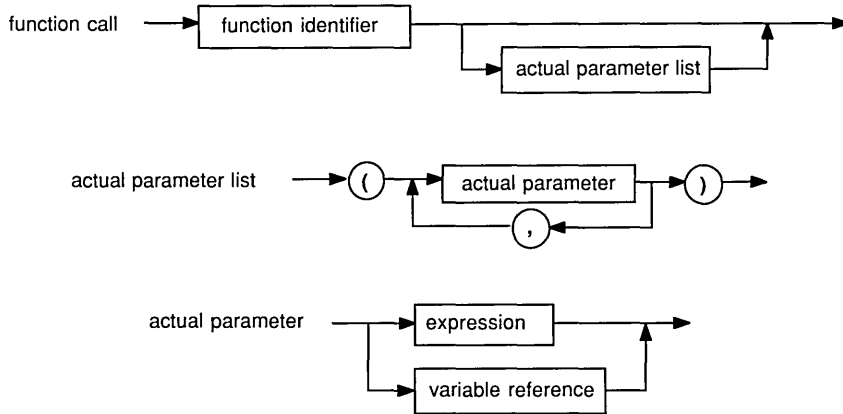 function call function identifier
actual parameter list
actual parameter list ( actual parameter )
,
actual parameter expression
variable reference